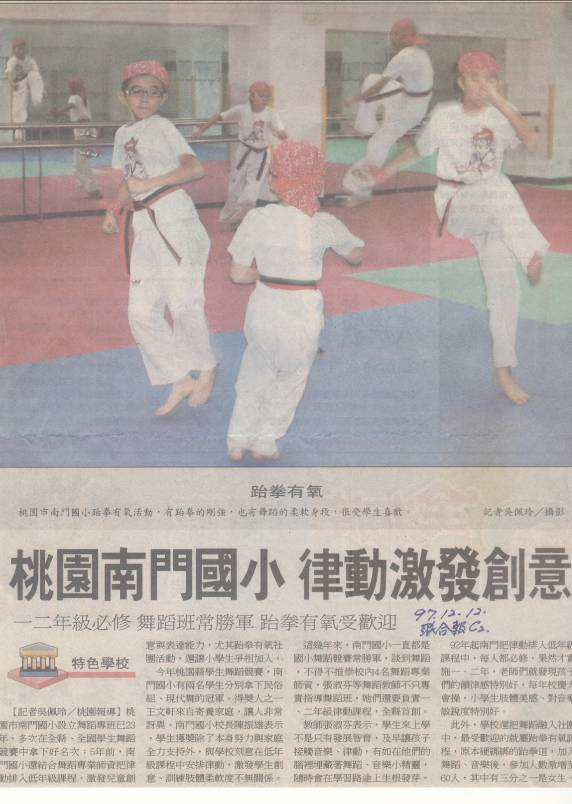 跆拳有氧
桃園市南門國小跆拳有氧活動,有跆拳的剛強,也有舞蹈的柔軟身段,很受學生喜歡。
記者吳佩玲/攝影
桃園南門國小 律動激發創意
一二年級必修 舞蹈班常勝軍 跆拳有氧受歡迎
97.12.12.
聯合報C2.
特色學校
【記者吳佩玲/桃園報導】桃
園市南門國小設立舞蹈專班已23
年,多次在全縣、全國學生舞蹈
競賽中拿下好名次;5年前,南
門國小還結合舞蹈專業師資把律
動排入低年級課程,激發兒童創
意與表達能力,尤其跆拳有氧社
團活動,還讓小學生爭相加入。
今年桃園縣學生舞蹈競賽,南
門國小有兩名學生分別拿下民俗
組、現代舞的冠軍。得獎人之一
王文軒來自寄養家庭,讓人非常
訝異。南門國小校長陳振雄表示
,學生獲獎除了本身努力與家庭
全力支持外,與學校刻意在低年
級課程中安排律動,激發學生創
意、訓練肢體柔軟度不無關係。
這幾年來,南門國小一直都是
國小舞蹈競賽常勝軍,談到舞蹈
,不得不推崇校內4名舞蹈專業
師資,張淑芬等舞蹈教師不只專
責指導舞蹈班,她們還要負責一
、二年級律動課程,全縣首創。
教師張淑芬表示,學生來上學
不是只有發展智育,及早讓孩子
接觸音樂、律動,有如在他們的
腦裡埋藏著舞蹈、音樂小精靈,
隨時會在學習路途上生根發芽。
92年起南門把律動排入低年級
課程中,每人都必修,果然才實
施一、二年,老師們就發現孩子
們的韻律感特別好,每年校慶大
會操,小學生肢體美感,對音樂
敏銳度特別好。
此外,學校還把舞蹈融入社團
中,最受歡迎的就屬跆拳有氧課
程,原本硬梆梆的跆拳道,加入
舞蹈、音樂後,參加人數激增至
60人,其中有三分之一是女生。